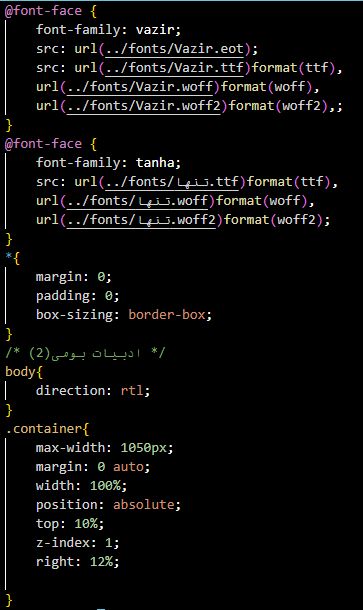 @font-face {
font-family: vazir;
src: url(../fonts/Vazir.eot);
src: url(../fonts/Vazir.ttf)format(ttf),
url(../fonts/Vazir.woff)format(woff),
url(../fonts/Vazir.woff2)format(woff2),;
}
@font-face {
font-family: tanha;
src: url(../fonts/تنها.ttf)format(ttf),
url(../fonts/تنها.woff)format(woff),
url(../fonts/تنها.woff2)format(woff2);
}
*{
margin: 0;
padding: 0;
box-sizing: border-box;
}
/* ادبیات بومی(2) */
body{
direction: rtl;
}
.container{
max-width: 1050px;
margin: 0 auto;
width: 100%;
position: absolute;
top: 10%;
z-index: 1;
right: 12%;
}